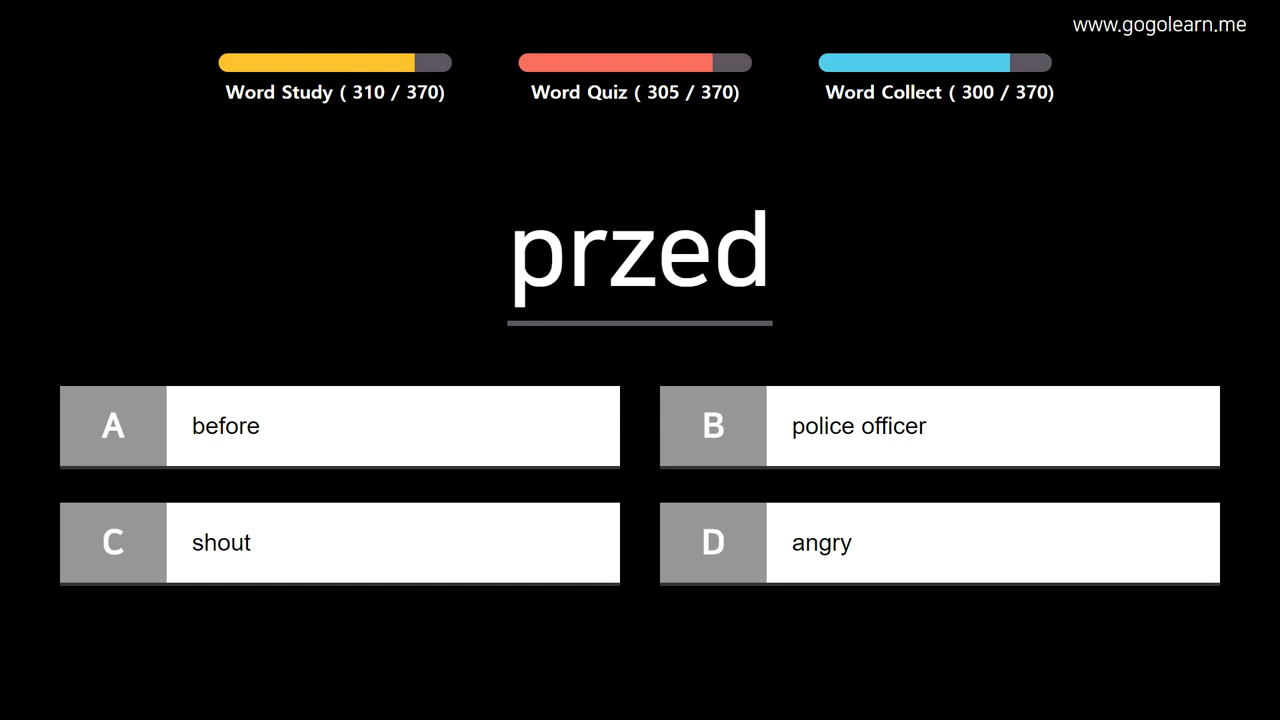 www.gogolearn.me
Word Study ( 310 / 370)
Word Quiz ( 305 / 370)
Word Collect ( 300 / 370)
przed
A before
B police officer
C shout
D angry